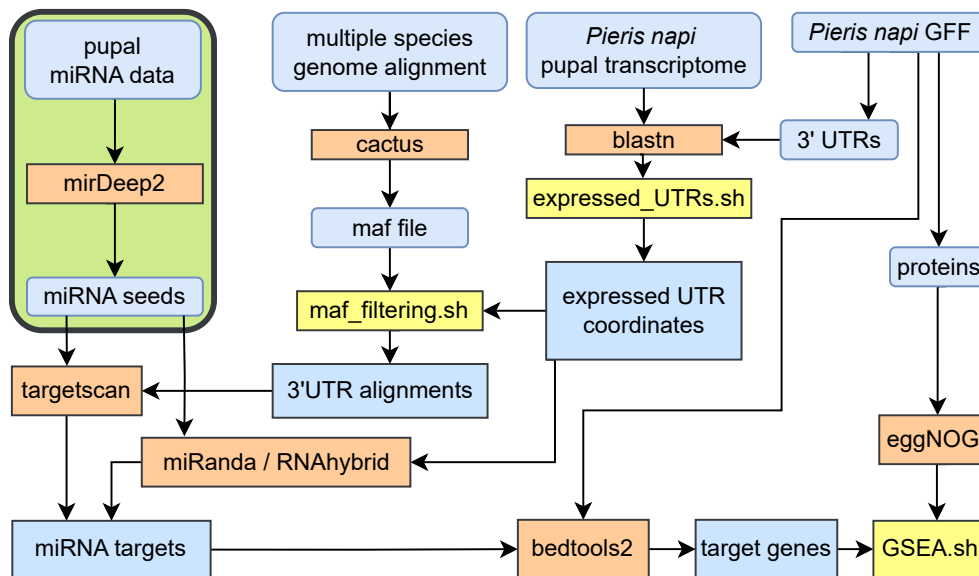 pupal
miRNA data
multiple species
genome alignment
Pieris napi
pupal transcriptome
Pieris napi GFF
cactus
blastn
3' UTRs
mirDeep2
expressed_UTRs.sh
maf file
proteins
miRNA seeds
maf_filtering.sh
expressed UTR
coordinates
targetscan
3'UTR alignments
miRanda / RNAhybrid
eggNOG
miRNA targets
bedtools2
target genes
GSEA.sh